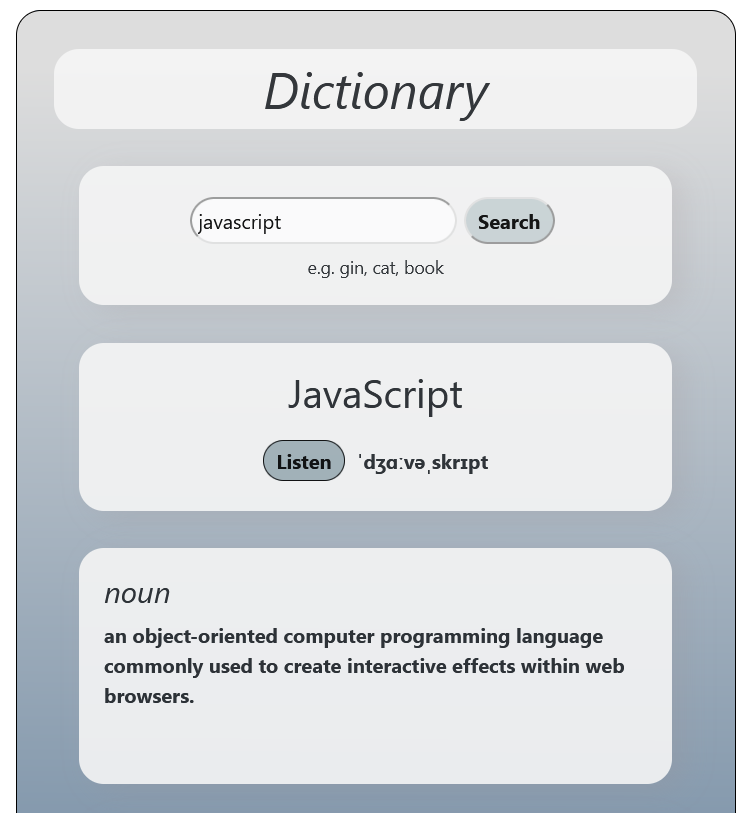 Dictionary
javascript
Search
e.g. gin, cat, book
JavaScript
Listen ˈdʒɑːvəˌskrɪpt
noun
an object-oriented computer programming language
commonly used to create interactive effects within web
browsers.